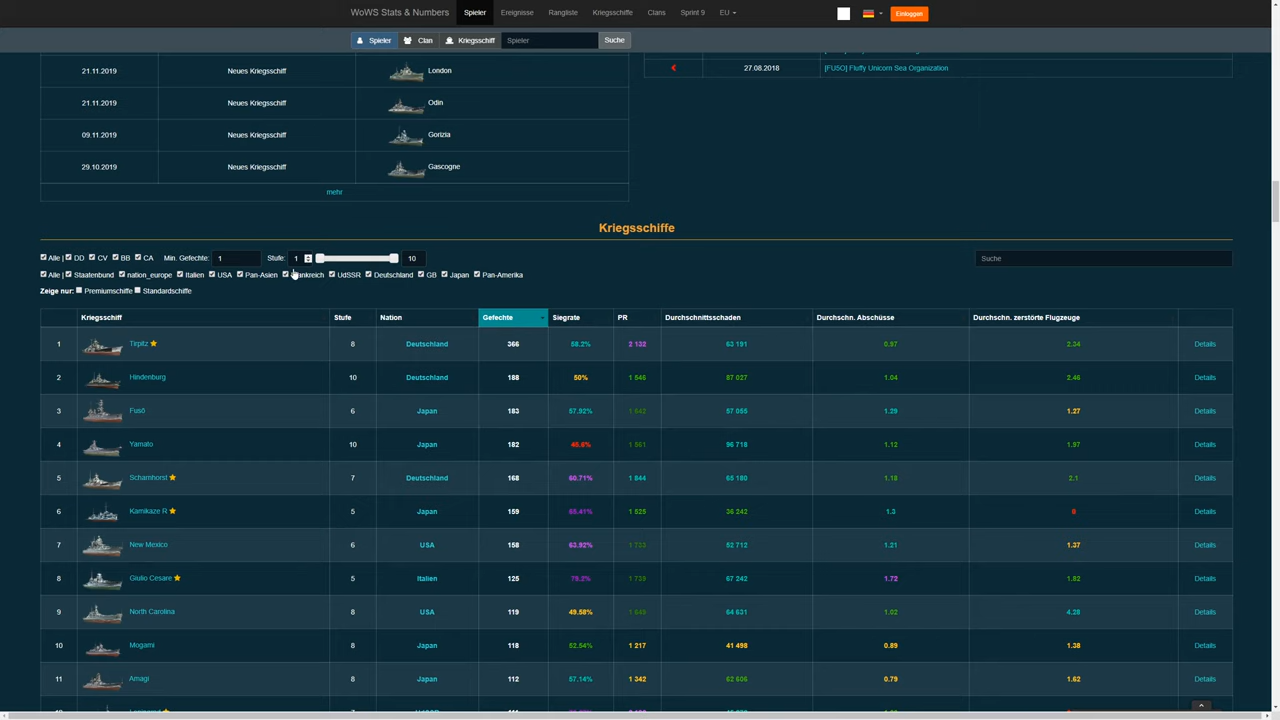 WoWS Stats & Numbers Spieler Ereignisse Rangliste Kriegsschiffe Clans Sprint 9 EU Einloggen
Spieler Clan Kriegsschiff Spieler Suche
21.11.2019 Neues Kriegsschiff London
27.08.2018 [FU5O] Fluffy Unicorn Sea Organization
21.11.2019 Neues Kriegsschiff Odin
09.11.2019 Neues Kriegsschiff Gorizia
29.10.2019 Neues Kriegsschiff Gascogne
mehr
Kriegsschiffe
Alle | DD CV BB CA Min. Gefechte: 1 Stufe: 1 10 Suche
Alle | Staatenbund nation_europe Italien USA Pan-Asien UdSSR Deutschland GB Japan Pan-Amerika
Zeige nur: Premiumschiffe Standardschiffe
Kriegsschiff Stufe Nation Gefechte Siegrate PR Durchschnittsschaden Durchschn. Abschüsse Durchschn. zerstörte Flugzeuge
1 Tirpitz 8 Deutschland 366 58.2% 2 132 63 191 0.97 2.34 Details
2 Hindenburg 10 Deutschland 188 50% 1 546 87 027 1.04 2.46 Details
3 Fusō 6 Japan 183 57.92% 1 642 57 055 1.29 1.27 Details
4 Yamato 10 Japan 182 1 561 96 718 1.12 1.97 Details
5 Scharnhorst 7 Deutschland 168 60.71% 1 844 65 180 1.18 2.1 Details
6 Kamikaze R 5 Japan 159 1 525 36 242 1.3 0 Details
7 New Mexico 6 USA 158 63.92% 52 712 1.21 1.37 Details
8 Giulio Cesare 5 Italien 125 67 242 1.72 1.82 Details
9 North Carolina 8 USA 119 49.58% 64 631 1.02 4.28 Details
10 Mogami 8 Japan 118 52.54% 1 217 41 498 0.89 1.38 Details
11 Amagi 8 Japan 112 57.14% 1 342 62 606 0.79 1.62 Details